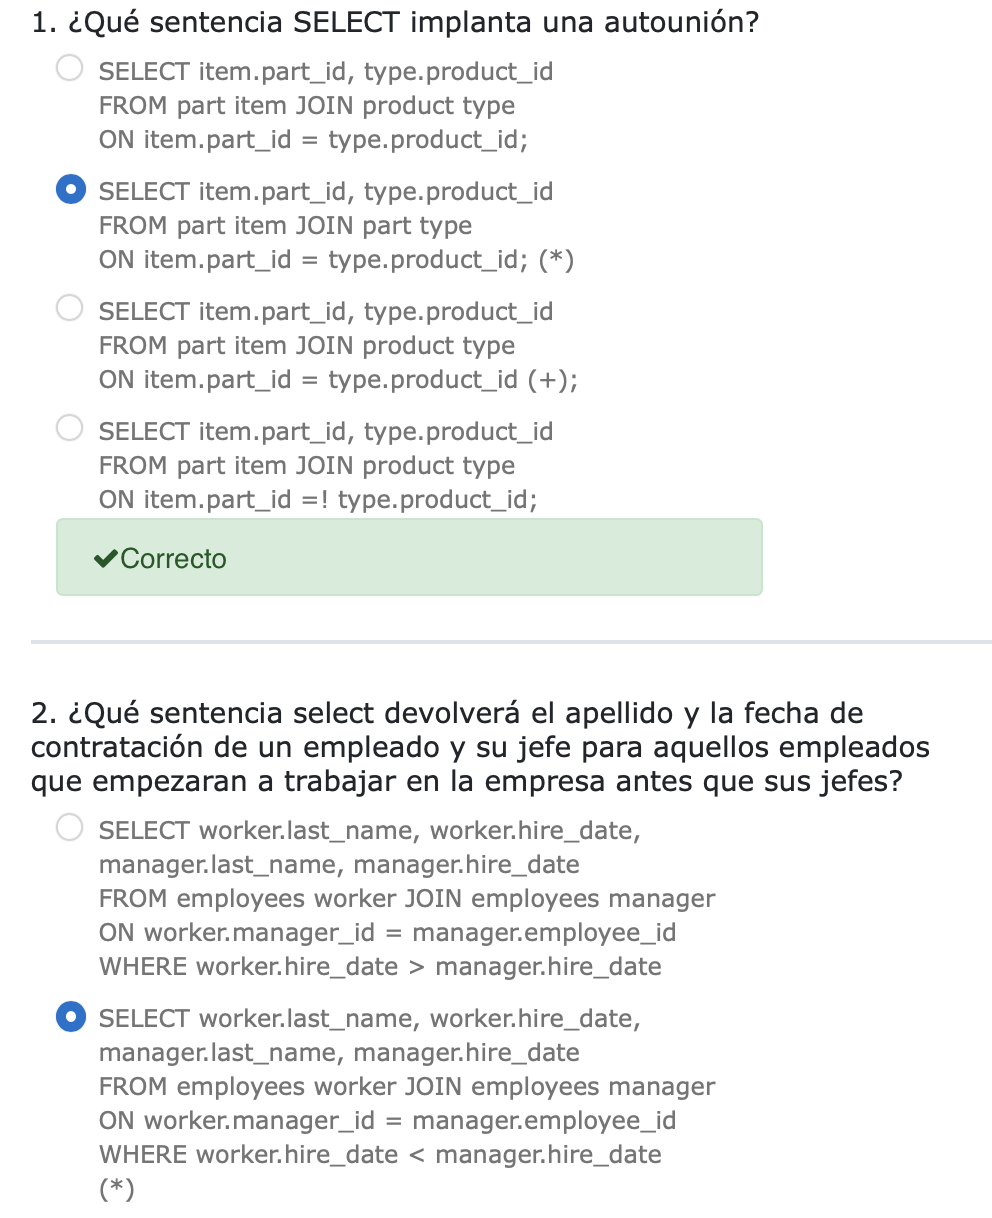 1. ¿Qué sentencia SELECT implanta una autounión?
SELECT item.part_id, type.product_id
FROM part item JOIN product type
ON item.part_id = type.product_id;
SELECT item.part_id, type.product_id
FROM part item JOIN part type
ON item.part_id = type.product_id; (*)
SELECT item.part_id, type.product_id
FROM part item JOIN product type
ON item.part_id = type.product_id (+);
SELECT item.part_id, type.product_id
FROM part item JOIN product type
ON item.part_id =! type.product_id;
✔Correcto
2. ¿Qué sentencia select devolverá el apellido y la fecha de
contratación de un empleado y su jefe para aquellos empleados
que empezaran a trabajar en la empresa antes que sus jefes?
SELECT worker.last_name, worker.hire_date,
manager.last_name, manager.hire_date
FROM employees worker JOIN employees manager
ON worker.manager_id = manager.employee_id
WHERE worker.hire_date > manager.hire_date
SELECT worker.last_name, worker.hire_date,
manager.last_name, manager.hire_date
FROM employees worker JOIN employees manager
ON worker.manager_id = manager.employee_id
WHERE worker.hire_date < manager.hire_date
(*)